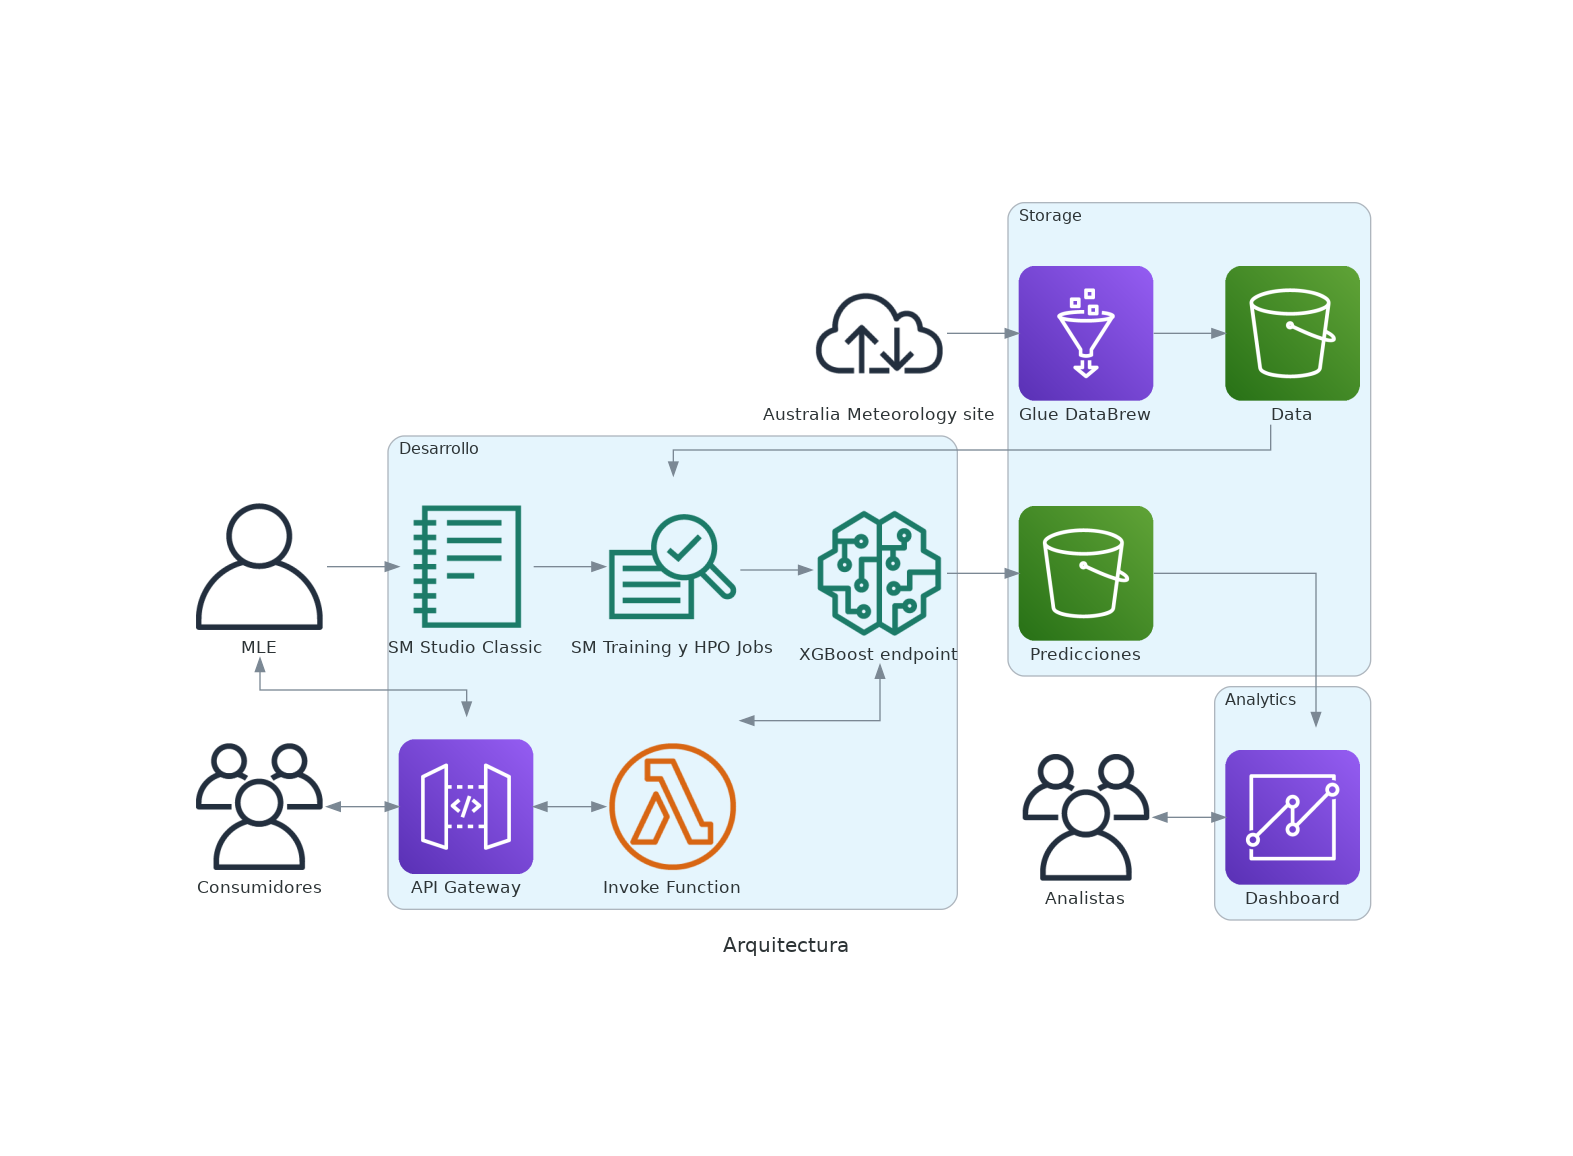 Storage
Australia Meteorology site
Glue DataBrew
Data
Desarrollo
MLE
SM Studio Classic
SM Training y HPO Jobs
XGBoost endpoint
Predicciones
Analytics
Consumidores
API Gateway
Invoke Function
Analistas
Dashboard
Arquitectura